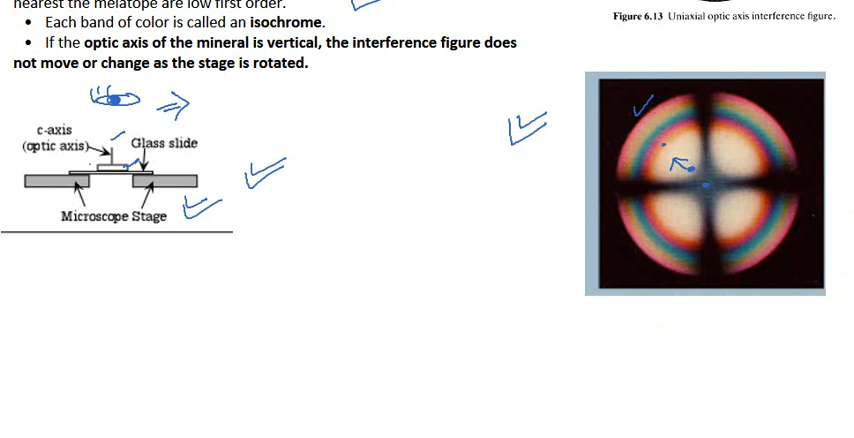 nearest the melatope are low first order.
• Each band of color is called an isochrome.
• If the optic axis of the mineral is vertical, the interference figure does
not move or change as the stage is rotated.
Figure 6.13 Uniaxial optic axis interference figure.
c-axis
(optic axis)
Glass slide
Microscope Stage